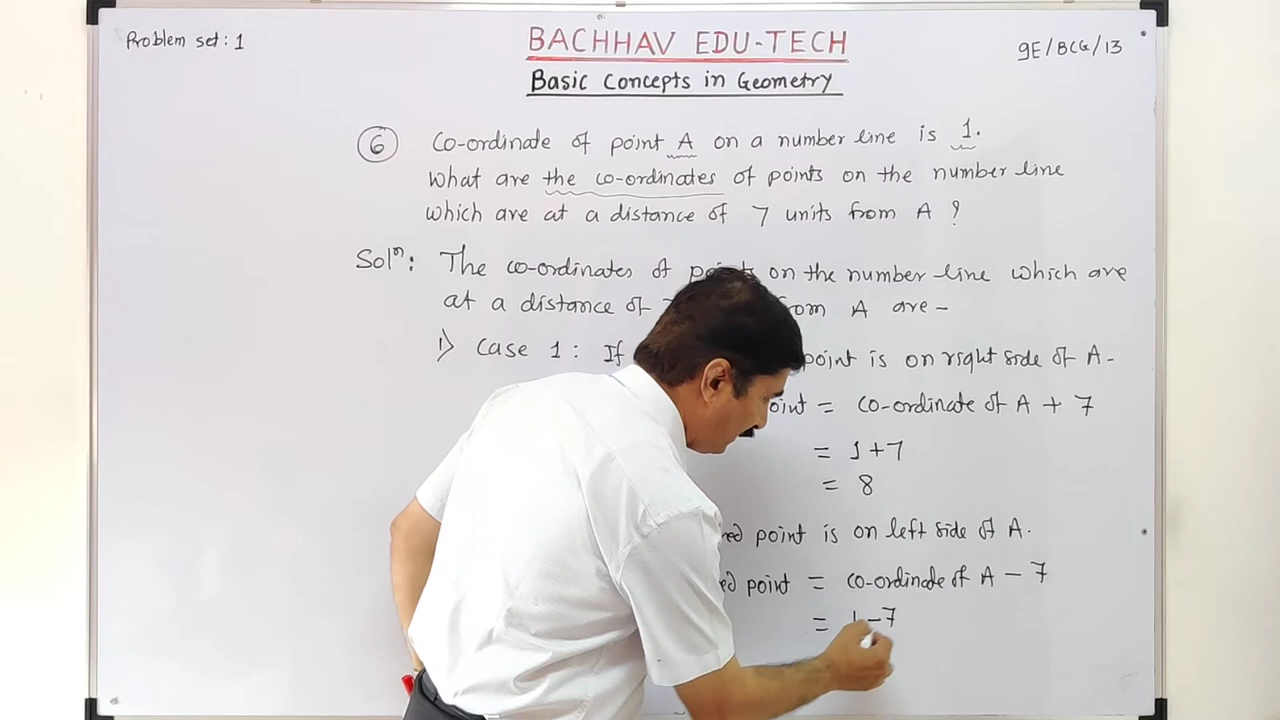 Problem set: 1
BACHHAV EDU-TECH
9E/BCG/13
Basic Concepts in Geometry
6 Co-ordinate of point A on a number line is 1.
What are the co-ordinates of points on the number line
which are at a distance of 7 units from A?
Solⁿ: The co-ordinates of points on the number line which are
at a distance of from A are-
1) Case 1: If point is on right side of A-
point = co-ordinate of A + 7
= 1+7
= 8
point is on left side of A.
point = co-ordinate of A - 7
= 1-7